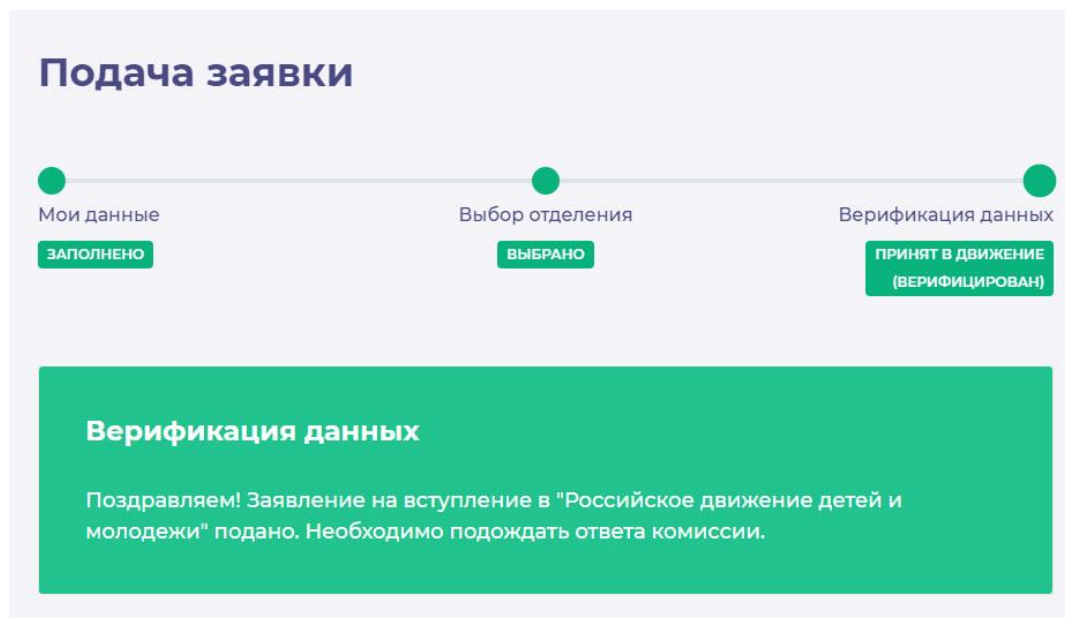 Подача заявки
Мои данные
Выбор отделения
Верификация данных
ЗАПОЛНЕНО
ВЫБРАНО
ПРИНЯТ В ДВИЖЕНИЕ
(ВЕРИФИЦИРОВАН)
Верификация данных
Поздравляем! Заявление на вступление в "Российское движение детей и
молодежи" подано. Необходимо подождать ответа комиссии.